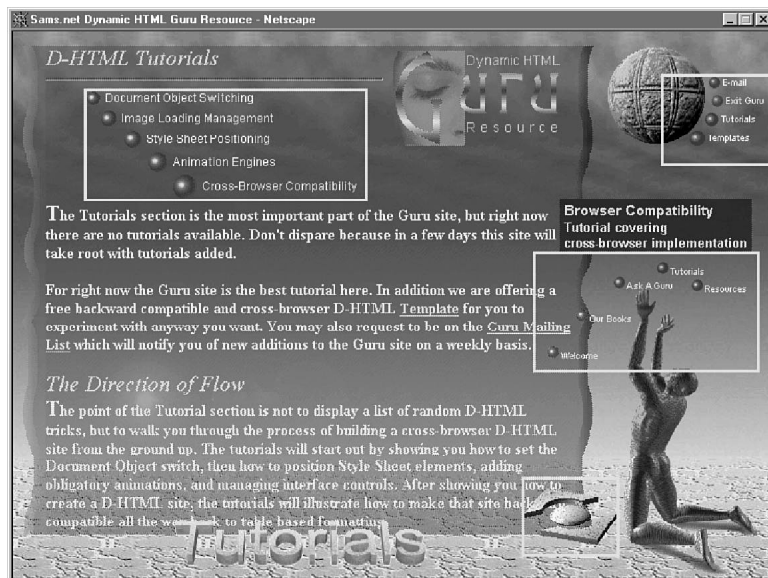 Sams.net Dynamic HTML Guru Resource - Netscape
D-HTML Tutorials
Document Object Switching
Image Loading Management
Style Sheet Positioning
Animation Engines
Cross-Browser Compatibility
Dynamic HTML
Guru
Resource
E-mail
Exit Guru
Tutorials
Templates
The Tutorials section is the most important part of the Guru site, but right now
there are no tutorials available. Don't dispare because in a few days this site will
take root with tutorials added.
For right now the Guru site is the best tutorial here. In addition we are offering a
free backward compatible and cross-browser D-HTML Template for you to
experiment with anyway you want. You may also request to be on the Guru Mailing
List which will notify you of new additions to the Guru site on a weekly basis.
Browser Compatibility
Tutorial covering
cross-browser implementation
Tutorials
Ask A Guru
Resources
Our Books
Welcome
The Direction of Flow
The point of the Tutorial section is not to display a list of random D-HTML
tricks, but to walk you through the process of building a cross-browser D-HTML
site from the ground up. The tutorials will start out by showing you how to set the
Document Object switch, then how to position Style Sheet elements, adding
obligatory animations, and managing interface controls. After showing you how to
create a D-HTML site, the tutorials will illustrate how to make that site back
compatible all the way back to table based formatting
Tutorials